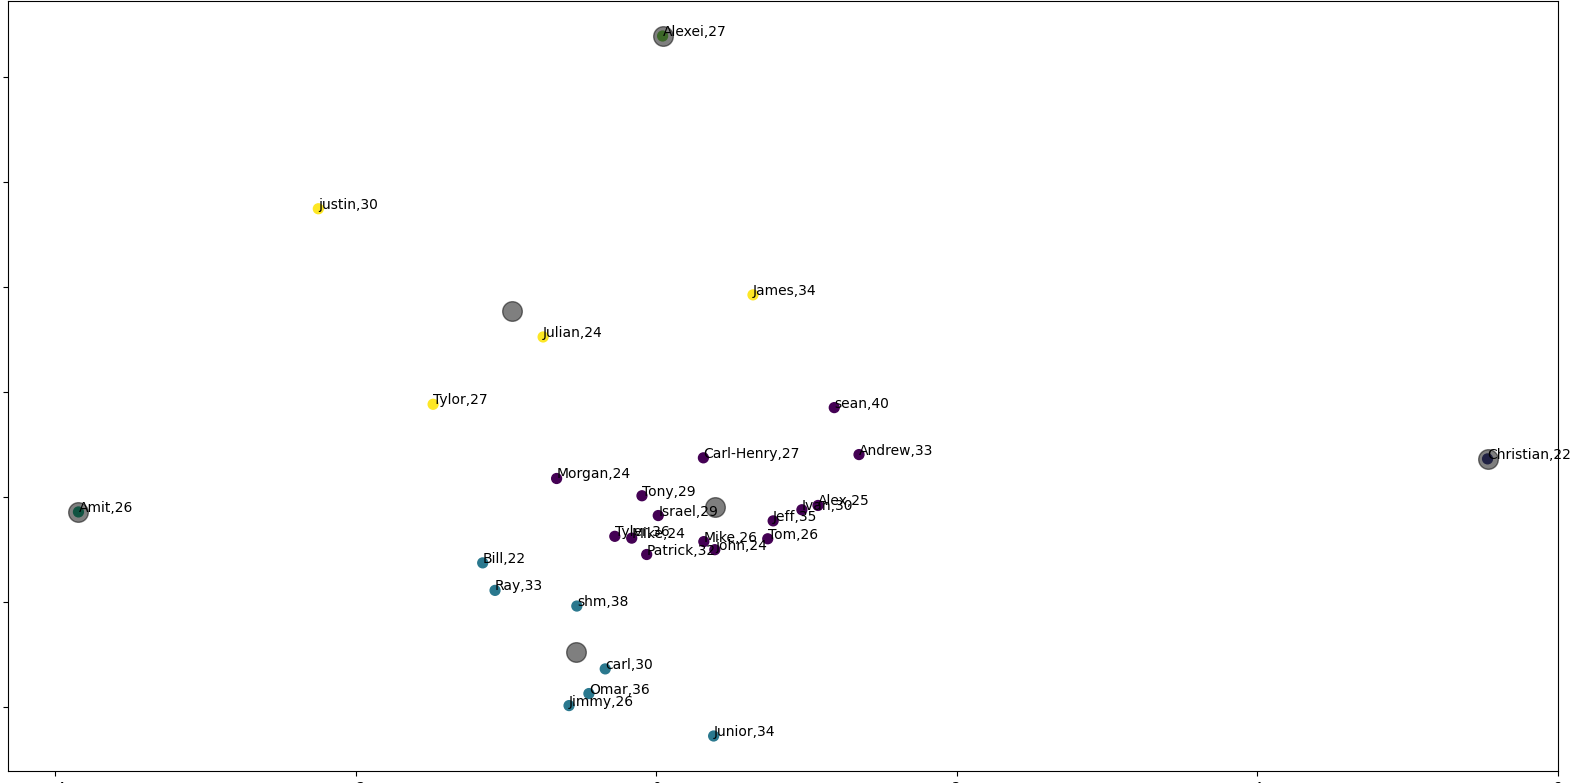 Alexei,27
justin,30
James,34
Julian,24
Tylor,27
sean,40
Carl-Henry,27
Andrew,33
Christian,22
Morgan,24
Tony,29
Alex,25
Amit,26
Israel,29
Jeff,35
Mike,24
Mike,26
Tom,26
John,24
Patrick,32
Bill,22
Ray,33
shm,38
carl,30
Omar,36
Jimmy,26
Junior,34